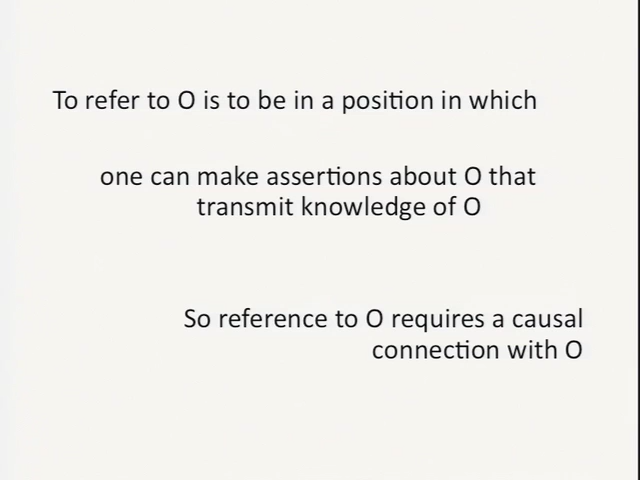 To refer to O is to be in a position in which
one can make assertions about O that
transmit knowledge of O
So reference to O requires a causal
connection with O